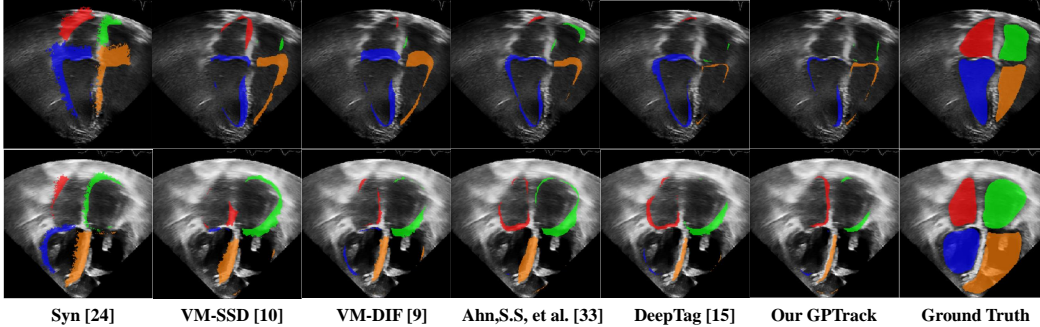 Syn [24] VM-SSD [10] VM-DIF [9] Ahn,S.S, et al. [33] DeepTag [15] Our GPTrack Ground Truth